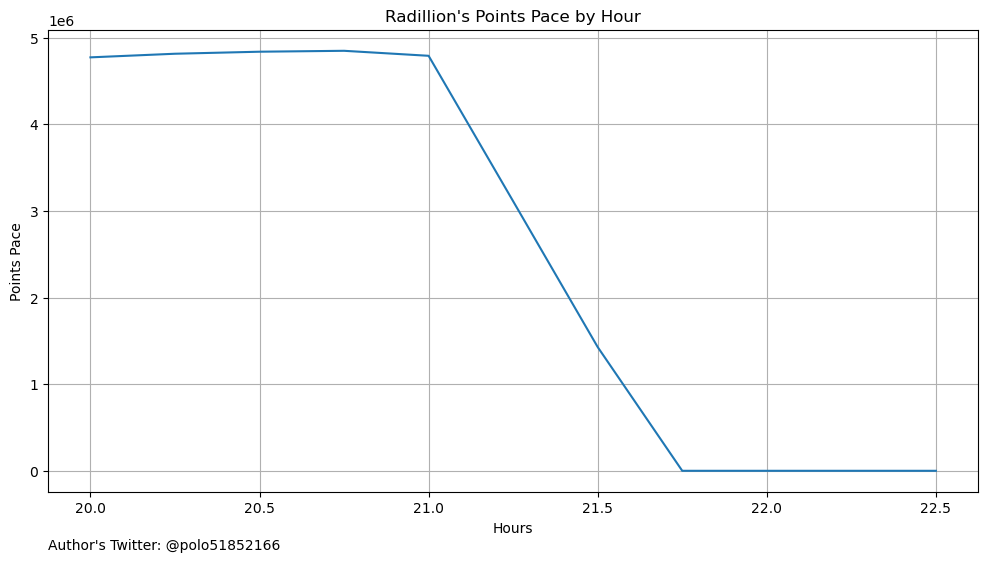 Radillion's Points Pace by Hour
1e6
5
4
3
2
1
0
Points Pace
20.0 20.5 21.0 21.5 22.0 22.5
Hours
Author's Twitter: @polo51852166